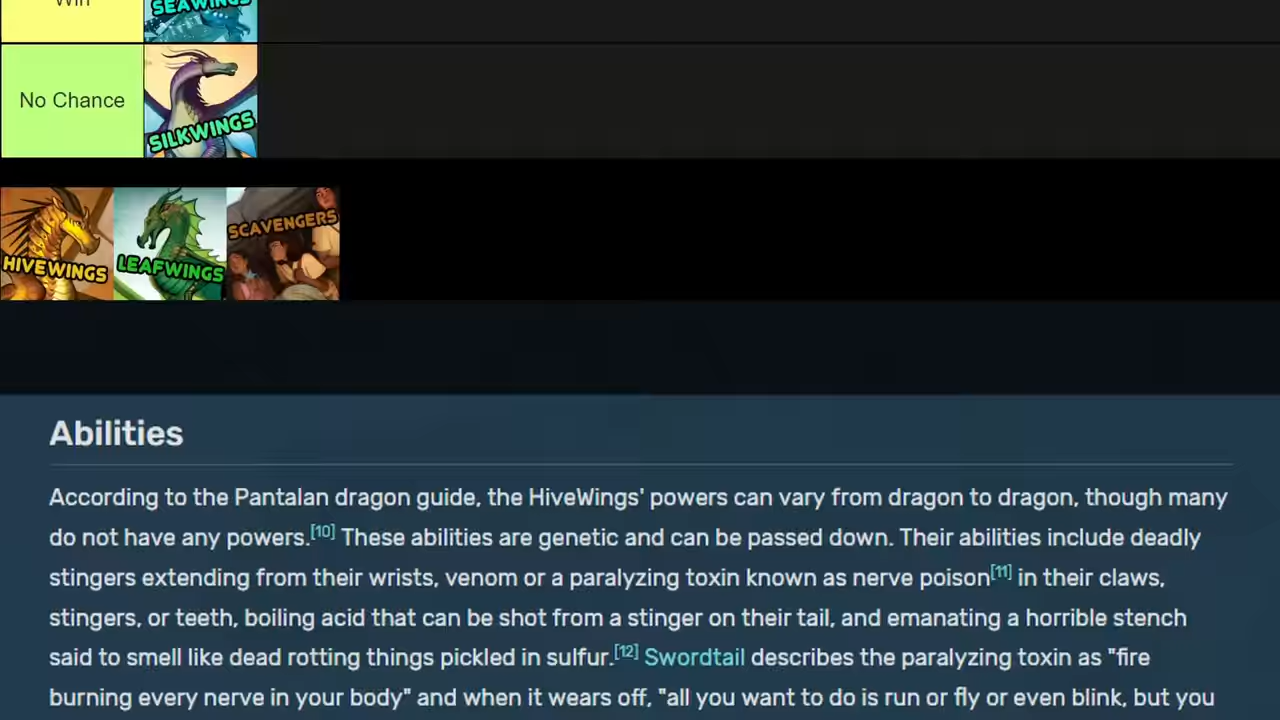 Win
SEAWINGS
No Chance
SILKWINGS
HIVEWINGS
LEAFWINGS
SCAVENGERS
Abilities
According to the Pantalan dragon guide, the HiveWings' powers can vary from dragon to dragon, though many
do not have any powers.[10] These abilities are genetic and can be passed down. Their abilities include deadly
stingers extending from their wrists, venom or a paralyzing toxin known as nerve poison[11] in their claws,
stingers, or teeth, boiling acid that can be shot from a stinger on their tail, and emanating a horrible stench
said to smell like dead rotting things pickled in sulfur.[12] Swordtail describes the paralyzing toxin as "fire
burning every nerve in your body" and when it wears off, "all you want to do is run or fly or even blink, but you